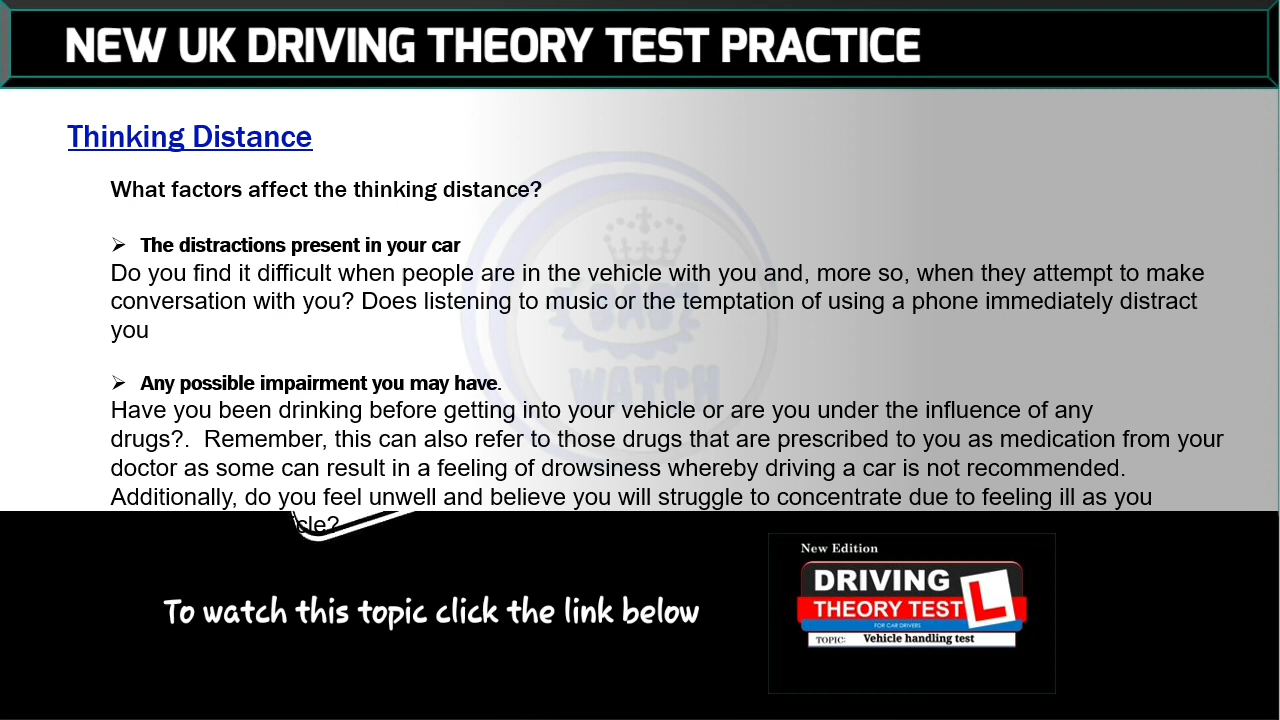 NEW UK DRIVING THEORY TEST PRACTICE
Thinking Distance
What factors affect the thinking distance?
➢ The distractions present in your car
Do you find it difficult when people are in the vehicle with you and, more so, when they attempt to make
conversation with you? Does listening to music or the temptation of using a phone immediately distract
you
➢ Any possible impairment you may have.
Have you been drinking before getting into your vehicle or are you under the influence of any
drugs?. Remember, this can also refer to those drugs that are prescribed to you as medication from your
doctor as some can result in a feeling of drowsiness whereby driving a car is not recommended.
Additionally, do you feel unwell and believe you will struggle to concentrate due to feeling ill as you
cle?
WATCH
To watch this topic click the link below
New Edition
DRIVING
THEORY TEST L
FOR CAR DRIVERS
TOPIC: Vehicle handling test